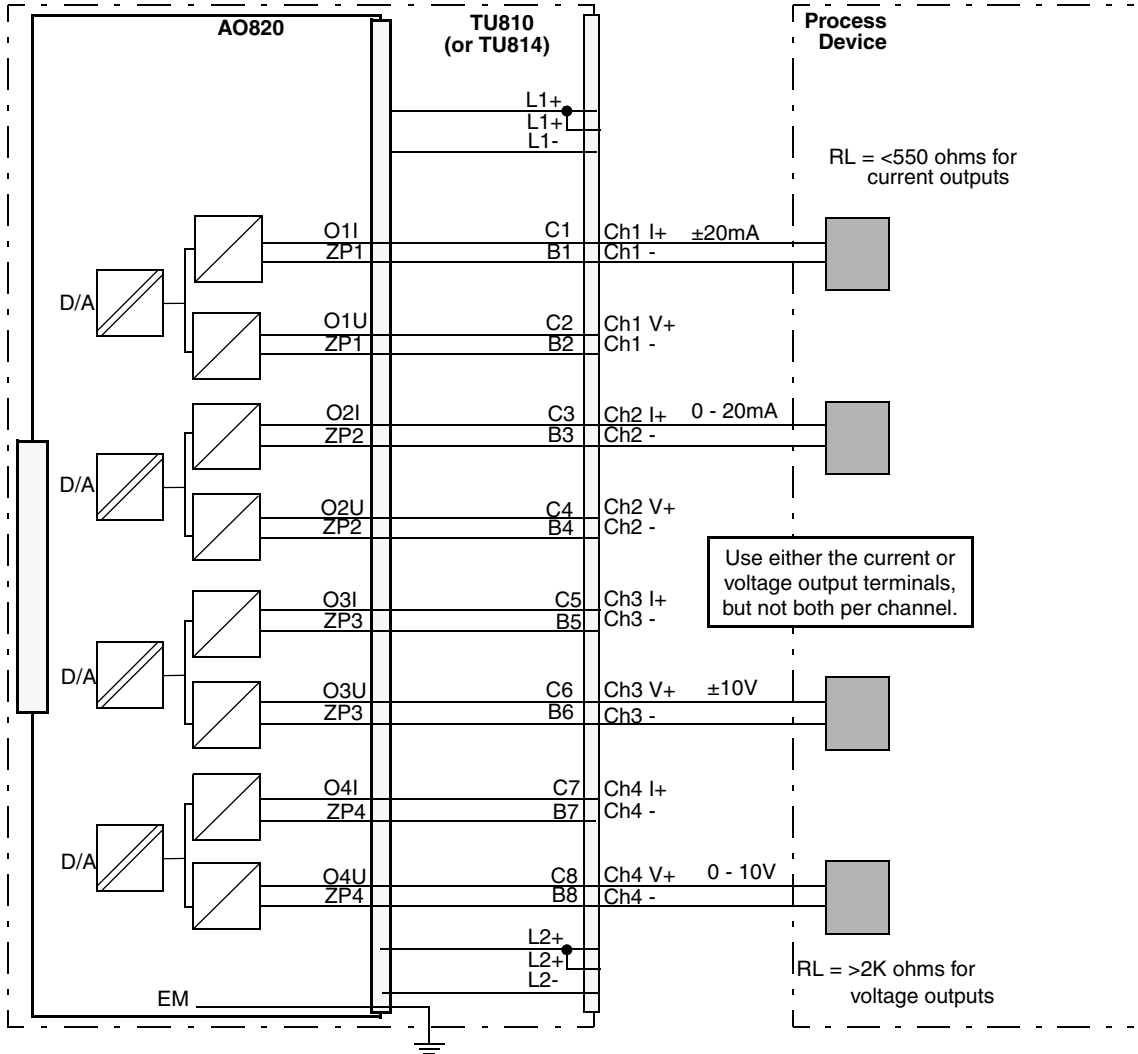 AO820
TU810
(or TU814)
Process
Device
L1+
L1+
L1-
RL = <550 ohms for
current outputs
O1I C1 Ch1 I+ ±20mA
ZP1 B1 Ch1 -
D/A
O1U C2 Ch1 V+
ZP1 B2 Ch1 -
O2I C3 Ch2 I+ 0 - 20mA
ZP2 B3 Ch2 -
D/A
O2U C4 Ch2 V+
ZP2 B4 Ch2 -
Use either the current or
voltage output terminals,
but not both per channel.
O3I C5 Ch3 I+
ZP3 B5 Ch3 -
D/A
O3U C6 Ch3 V+ ±10V
ZP3 B6 Ch3 -
O4I C7 Ch4 I+
ZP4 B7 Ch4 -
D/A
O4U C8 Ch4 V+ 0 - 10V
ZP4 B8 Ch4 -
L2+
L2+
L2-
RL = >2K ohms for
voltage outputs
EM